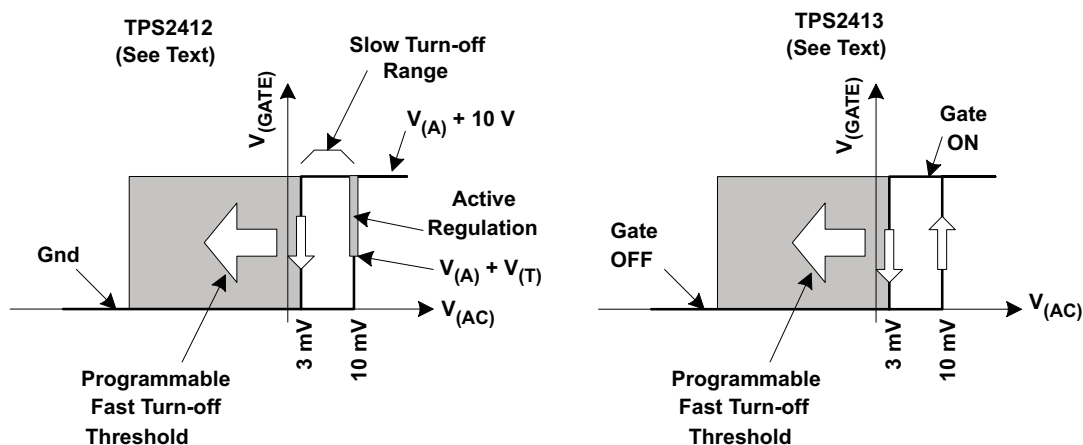 TPS2412
(See Text)
Slow Turn-off
Range
V(GATE)
V(A) + 10 V
Active
Regulation
Gnd
V(A) + V(T)
V(AC)
3 mV
10 mV
Programmable
Fast Turn-off
Threshold
TPS2413
(See Text)
V(GATE)
Gate
ON
Gate
OFF
V(AC)
3 mV
10 mV
Programmable
Fast Turn-off
Threshold